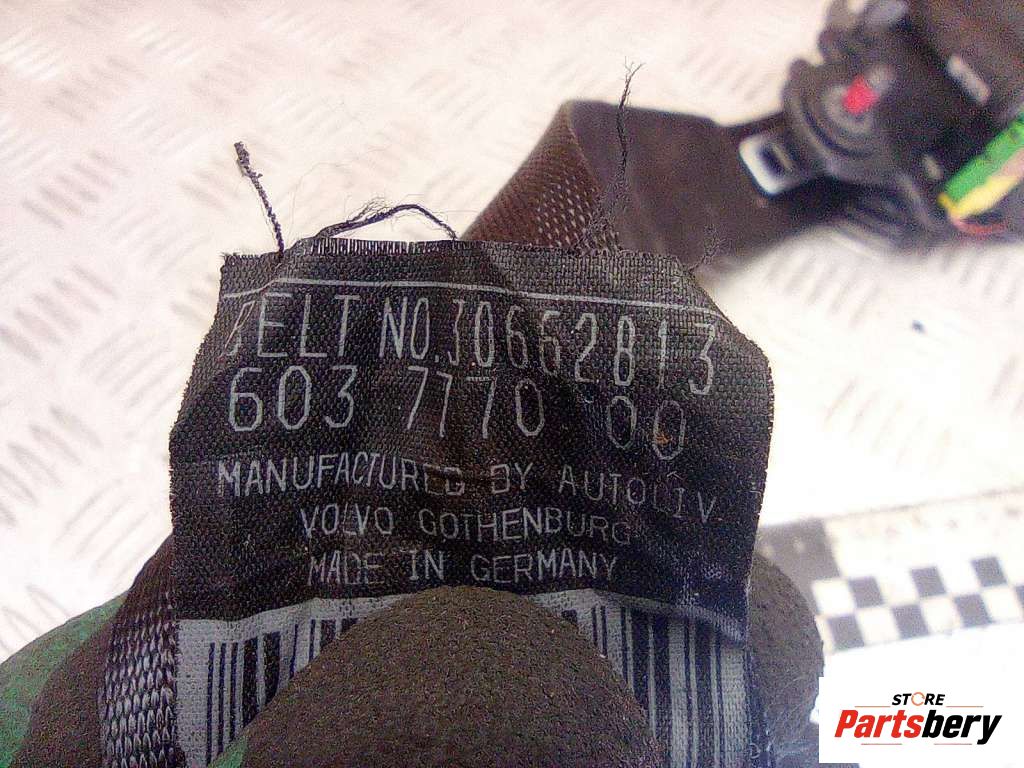 BELT NO.30662813
603 7770 00
MANUFACTURED BY AUTOLIV
VOLVO GOTHENBURG
MADE IN GERMANY
STORE
Partsbery